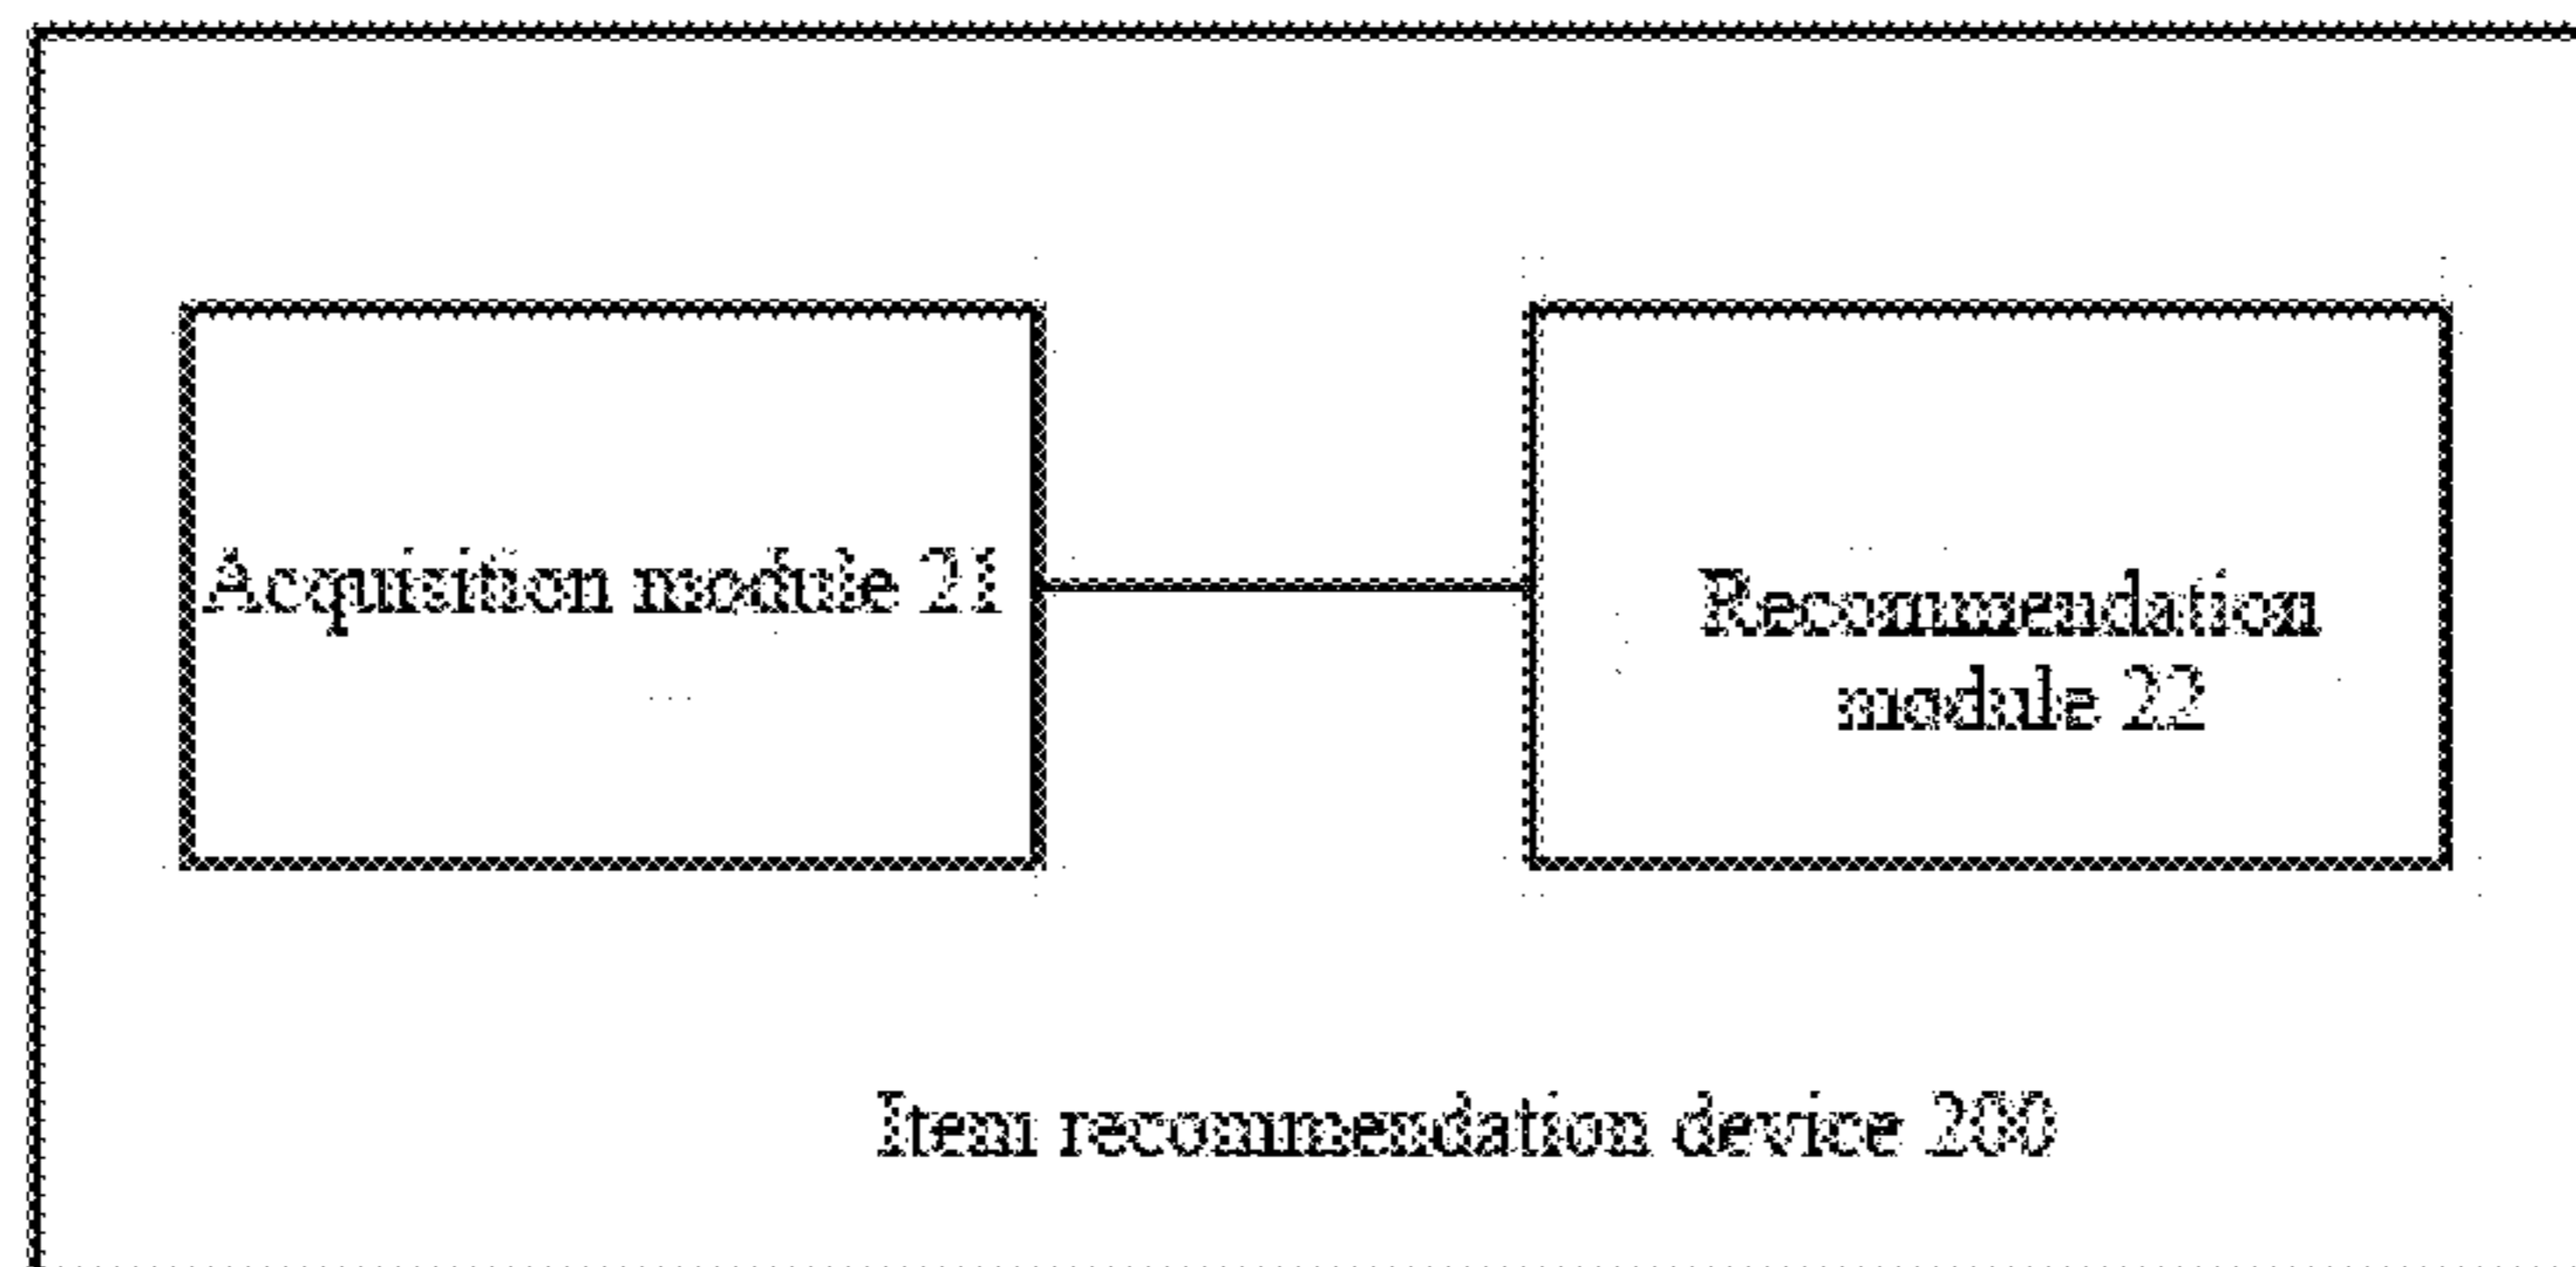 Acquisition module 21
Recommendation
module 22
Item recommendation device 200